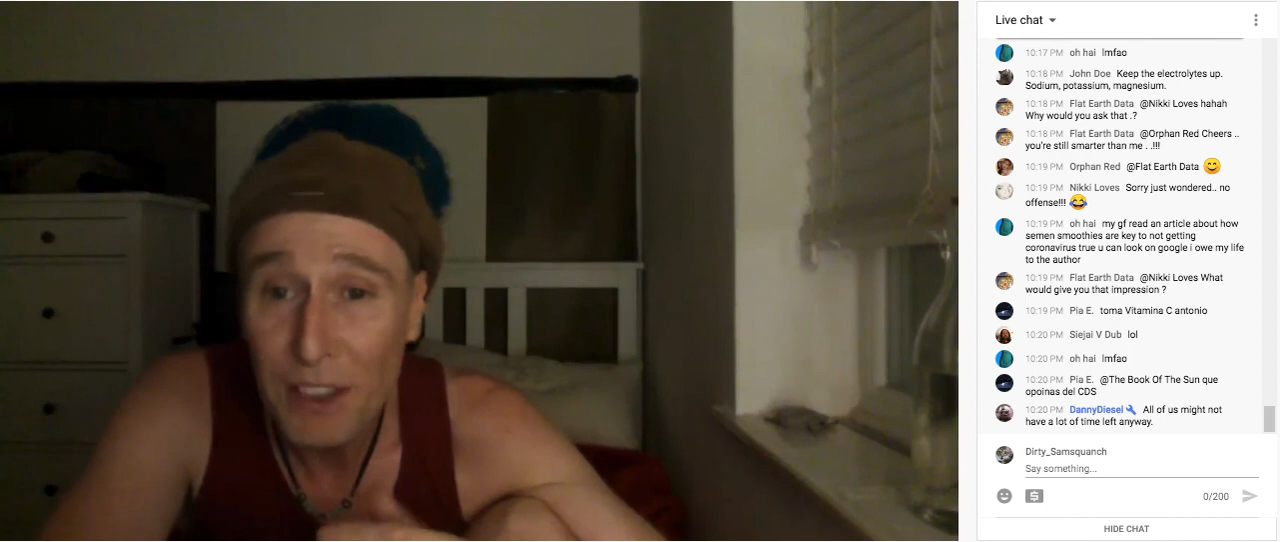 Live chat
10:17 PM oh hai lmfao
10:18 PM John Doe Keep the electrolytes up.
Sodium, potassium, magnesium.
10:18 PM Flat Earth Data @Nikki Loves hahah
Why would you ask that .?
10:18 PM Flat Earth Data @Orphan Red Cheers ..
you're still smarter than me . .!!!
10:19 PM Orphan Red @Flat Earth Data 😊
10:19 PM Nikki Loves Sorry just wondered.. no
offense!!! 😂
10:19 PM oh hai my gf read an article about how
semen smoothies are key to not getting
coronavirus true u can look on google i owe my life
to the author
10:19 PM Flat Earth Data @Nikki Loves What
would give you that impression ?
10:19 PM Pia E. toma Vitamina C antonio
10:20 PM Siejai V Dub lol
10:20 PM oh hai lmfao
10:20 PM Pia E. @The Book Of The Sun que
opoinas del CDS
10:20 PM DannyDiesel All of us might not
have a lot of time left anyway.
Dirty_Samsquanch
Say something...
0/200
HIDE CHAT